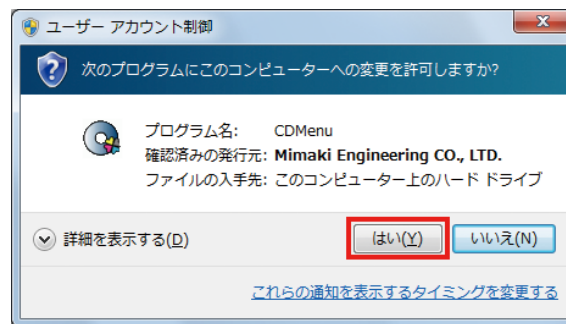 ユーザー アカウント制御
次のプログラムにこのコンピューターへの変更を許可しますか?
プログラム名: CDMenu
確認済みの発行元: Mimaki Engineering CO., LTD.
ファイルの入手先: このコンピューター上のハード ドライブ
詳細を表示する(D) はい(Y) いいえ(N)
これらの通知を表示するタイミングを変更する